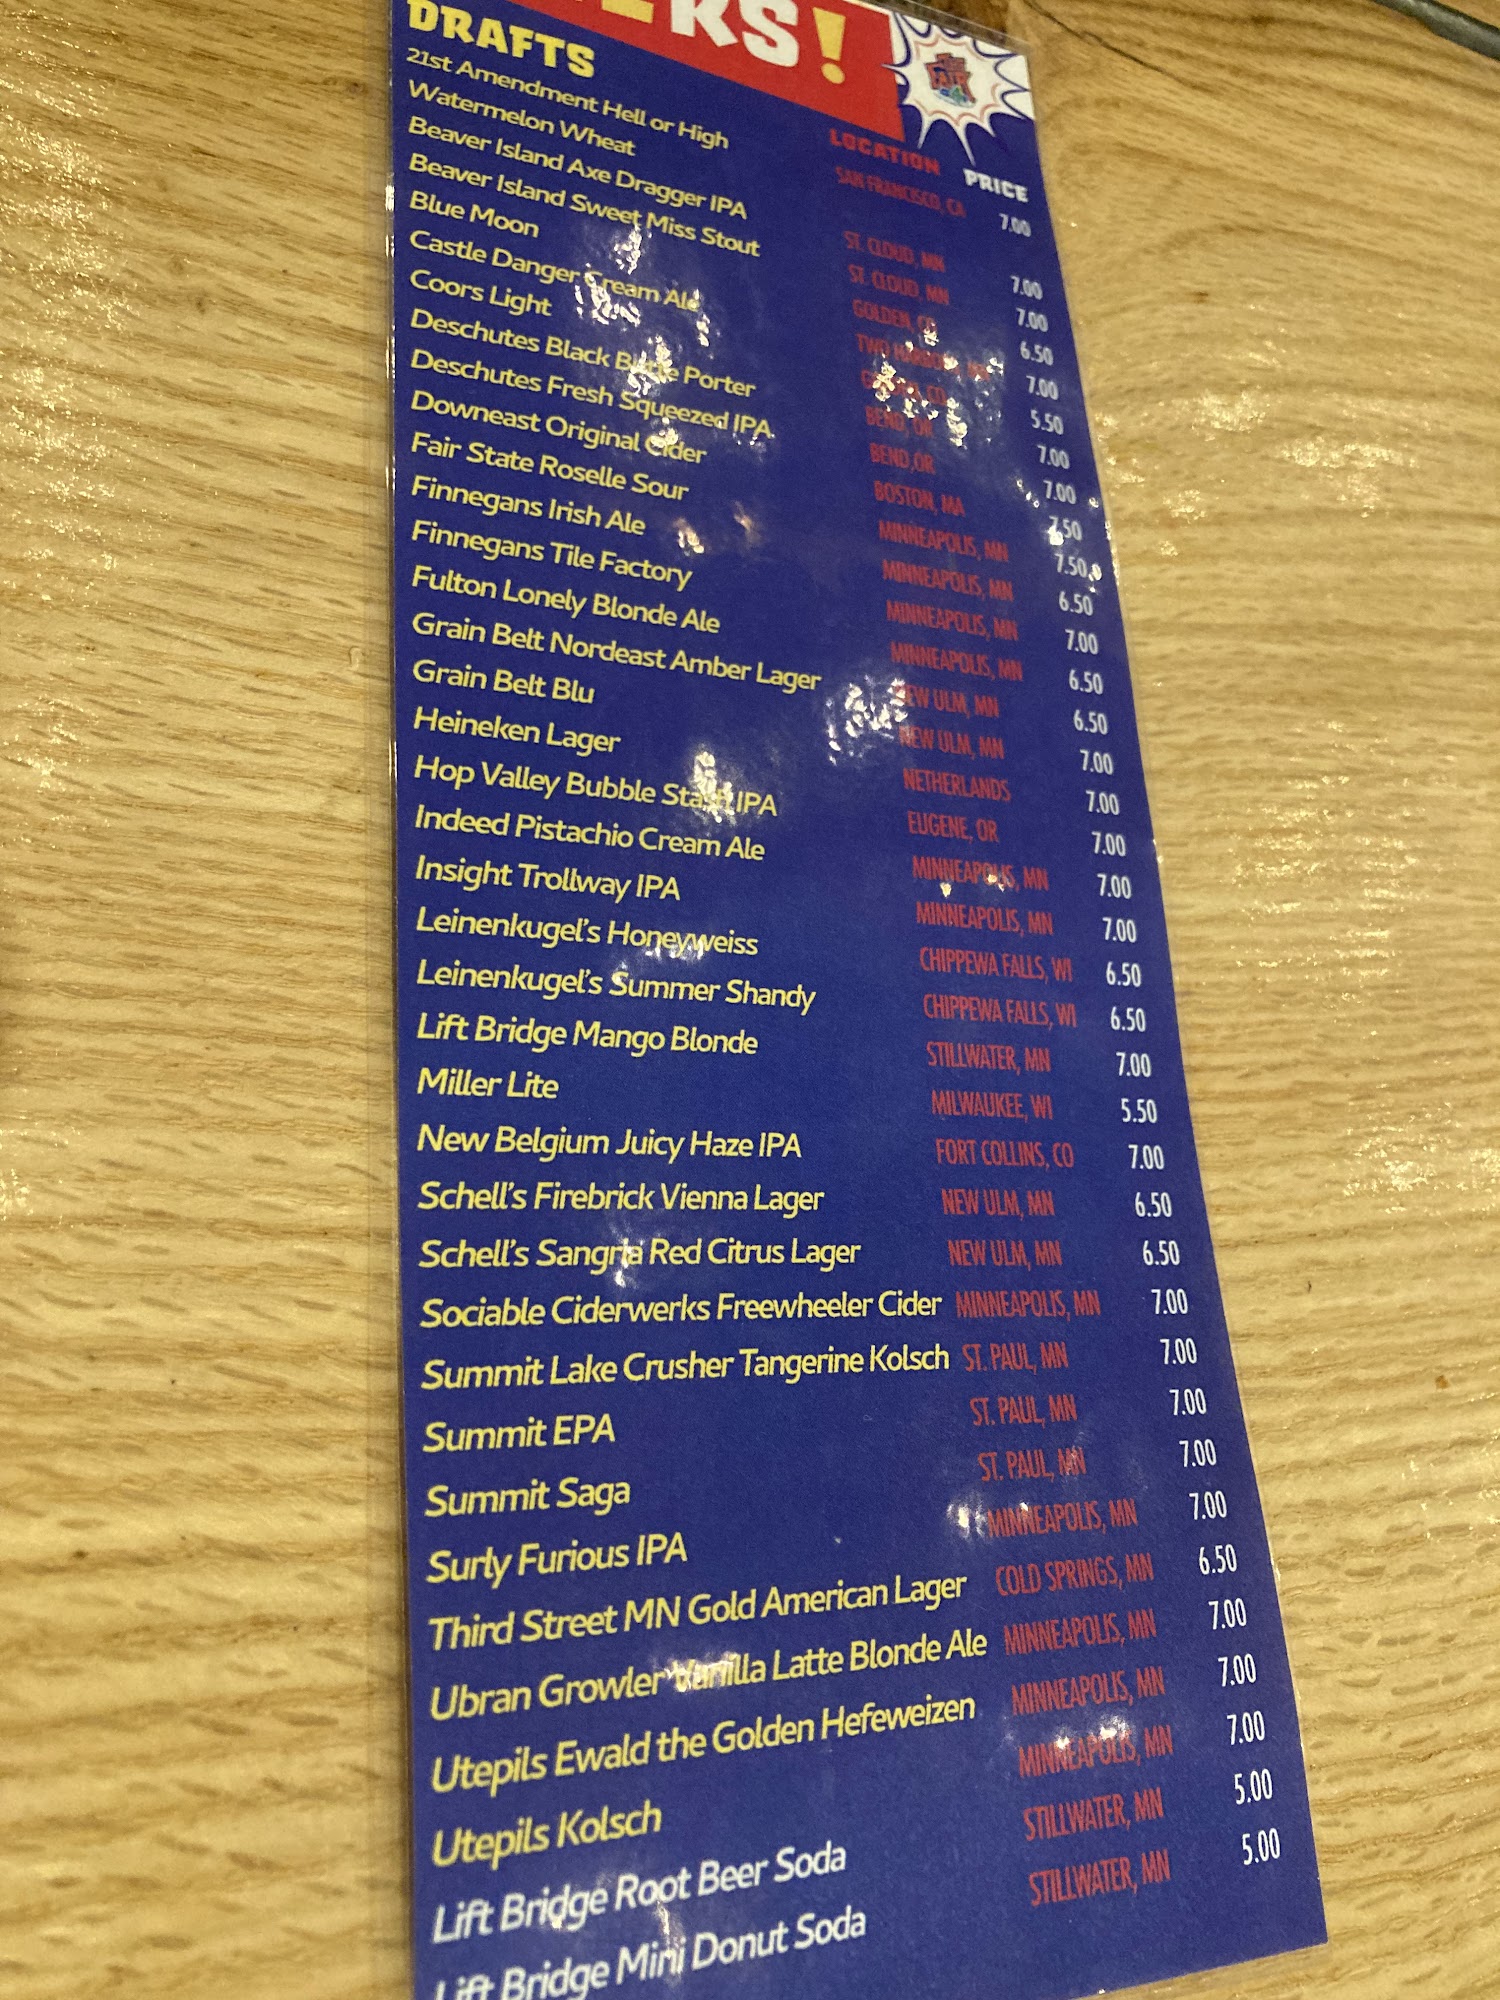 RKS!
FAIR
DRAFTS LOCATION PRICE
21st Amendment Hell or High SAN FRANCISCO, CA 7.00
Watermelon Wheat
Beaver Island Axe Dragger IPA ST. CLOUD, MN 7.00
Beaver Island Sweet Miss Stout ST. CLOUD, MN 7.00
Blue Moon GOLDEN, CO 6.50
Castle Danger Cream Ale TWO HARBORS, MN 7.00
Coors Light GOLDEN, CO 5.50
Deschutes Black Butte Porter BEND, OR 7.00
Deschutes Fresh Squeezed IPA BEND,OR 7.00
Downeast Original Cider BOSTON, MA 7.50
Fair State Roselle Sour MINNEAPOLIS, MN 7.50
Finnegans Irish Ale MINNEAPOLIS, MN 6.50
Finnegans Tile Factory MINNEAPOLIS, MN 7.00
Fulton Lonely Blonde Ale MINNEAPOLIS, MN 6.50
Grain Belt Nordeast Amber Lager NEW ULM, MN 6.50
Grain Belt Blu NEW ULM, MN 7.00
Heineken Lager NETHERLANDS 7.00
Hop Valley Bubble Stash IPA EUGENE, OR 7.00
Indeed Pistachio Cream Ale MINNEAPOLIS, MN 7.00
Insight Trollway IPA MINNEAPOLIS, MN 7.00
Leinenkugel's Honeyweiss CHIPPEWA FALLS, WI 6.50
Leinenkugel's Summer Shandy CHIPPEWA FALLS, WI 6.50
Lift Bridge Mango Blonde STILLWATER, MN 7.00
Miller Lite MILWAUKEE, WI 5.50
New Belgium Juicy Haze IPA FORT COLLINS, CO 7.00
Schell's Firebrick Vienna Lager NEW ULM, MN 6.50
Schell's Sangria Red Citrus Lager NEW ULM, MN 6.50
Sociable Ciderwerks Freewheeler Cider MINNEAPOLIS, MN 7.00
Summit Lake Crusher Tangerine Kolsch ST. PAUL, MN 7.00
Summit EPA ST. PAUL, MN 7.00
Summit Saga ST. PAUL, MN 7.00
Surly Furious IPA MINNEAPOLIS, MN 7.00
Third Street MN Gold American Lager COLD SPRINGS, MN 6.50
Ubran Growler Vanilla Latte Blonde Ale MINNEAPOLIS, MN 7.00
Utepils Ewald the Golden Hefeweizen MINNEAPOLIS, MN 7.00
Utepils Kolsch MINNEAPOLIS, MN 7.00
Lift Bridge Root Beer Soda STILLWATER, MN 5.00
Lift Bridge Mini Donut Soda STILLWATER, MN 5.00